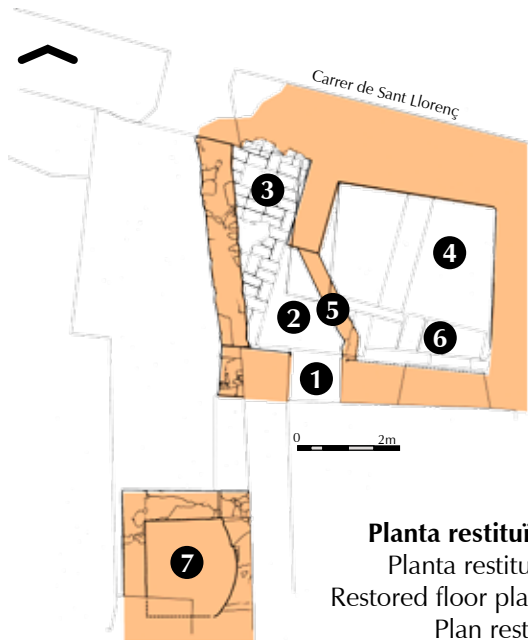 Carrer de Sant Llorenç
3
4
5
2
6
1
0 2m
7
Planta restituï
Planta restitu
Restored floor pla
Plan rest